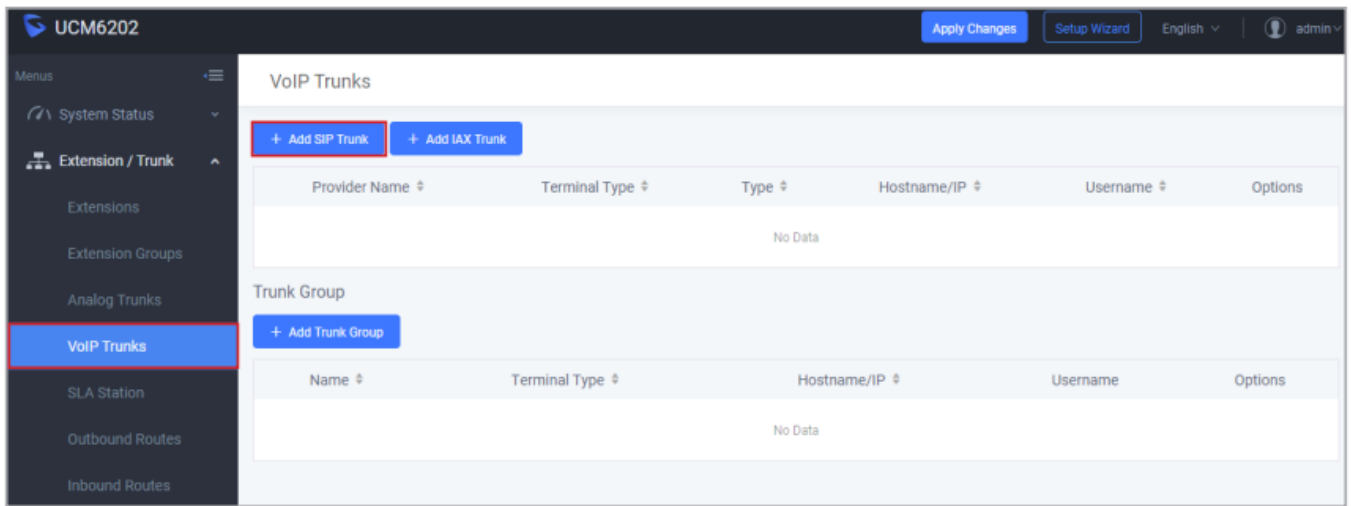 UCM6202
Apply Changes Setup Wizard English admin
Menus
System Status
Extension / Trunk
Extensions
Extension Groups
Analog Trunks
VoIP Trunks
SLA Station
Outbound Routes
Inbound Routes
VoIP Trunks
+ Add SIP Trunk + Add IAX Trunk
Provider Name Terminal Type Type Hostname/IP Username Options
No Data
Trunk Group
+ Add Trunk Group
Name Terminal Type Hostname/IP Username Options
No Data